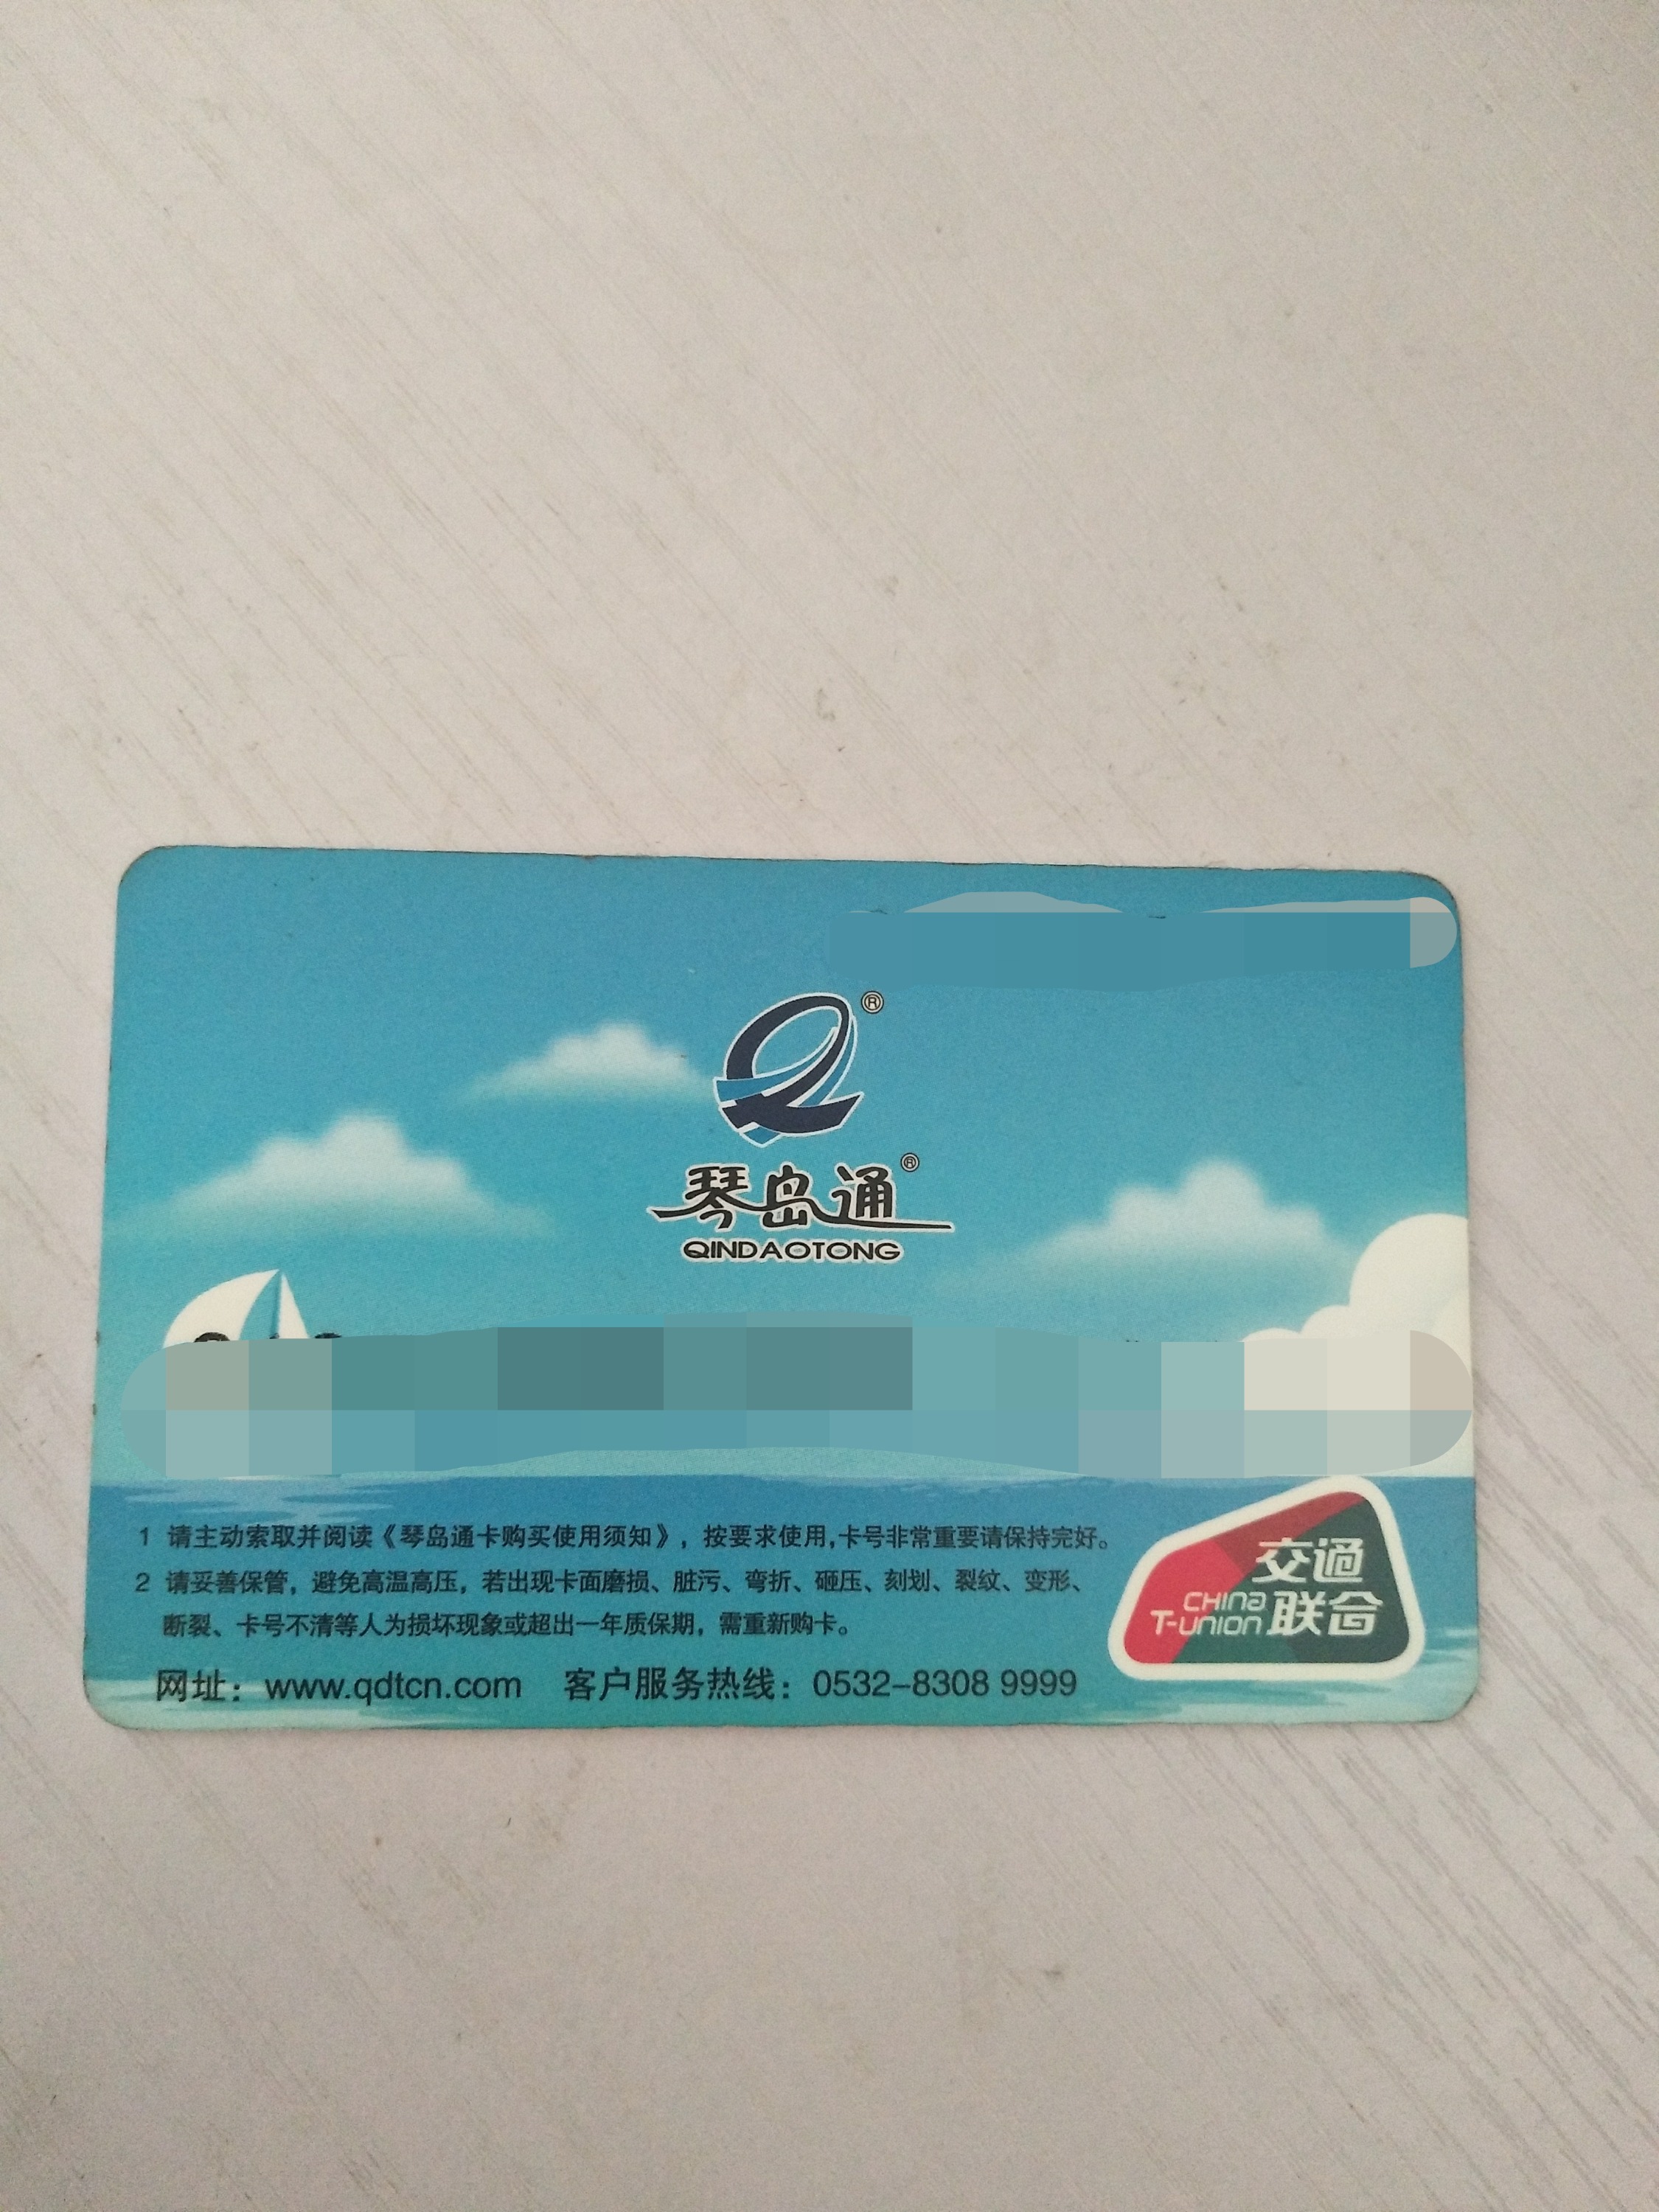 ®
琴岛通®
QINDAOTONG
1 请主动索取并阅读《琴岛通卡购买使用须知》，按要求使用,卡号非常重要请保持完好。
2 请妥善保管，避免高温高压，若出现卡面磨损、脏污、弯折、砸压、刻划、裂纹、变形、
断裂、卡号不清等人为损坏现象或超出一年质保期，需重新购卡。
网址：www.qdtcn.com 客户服务热线：0532-8308 9999
交通
CHINA
T-UNION 联合